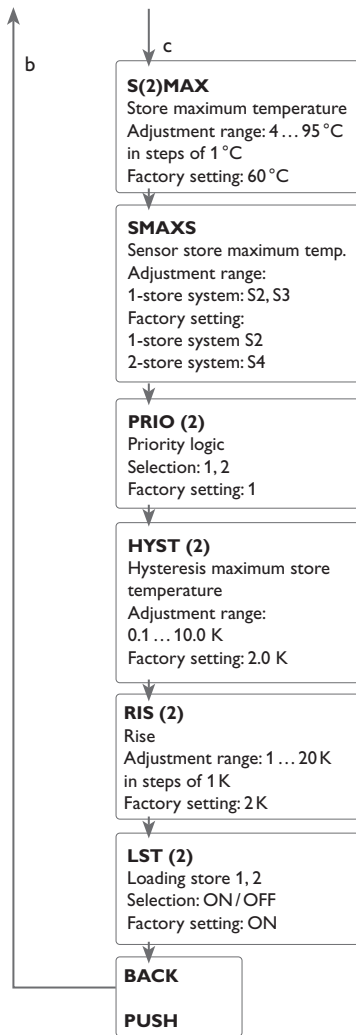 b
c
S(2)MAX
Store maximum temperature
Adjustment range: 4 … 95 °C
in steps of 1 °C
Factory setting: 60 °C
SMAXS
Sensor store maximum temp.
Adjustment range:
1-store system: S2, S3
Factory setting:
1-store system S2
2-store system: S4
PRIO (2)
Priority logic
Selection: 1, 2
Factory setting: 1
HYST (2)
Hysteresis maximum store
temperature
Adjustment range:
0.1 … 10.0 K
Factory setting: 2.0 K
RIS (2)
Rise
Adjustment range: 1 … 20 K
in steps of 1 K
Factory setting: 2 K
LST (2)
Loading store 1, 2
Selection: ON / OFF
Factory setting: ON
BACK
PUSH